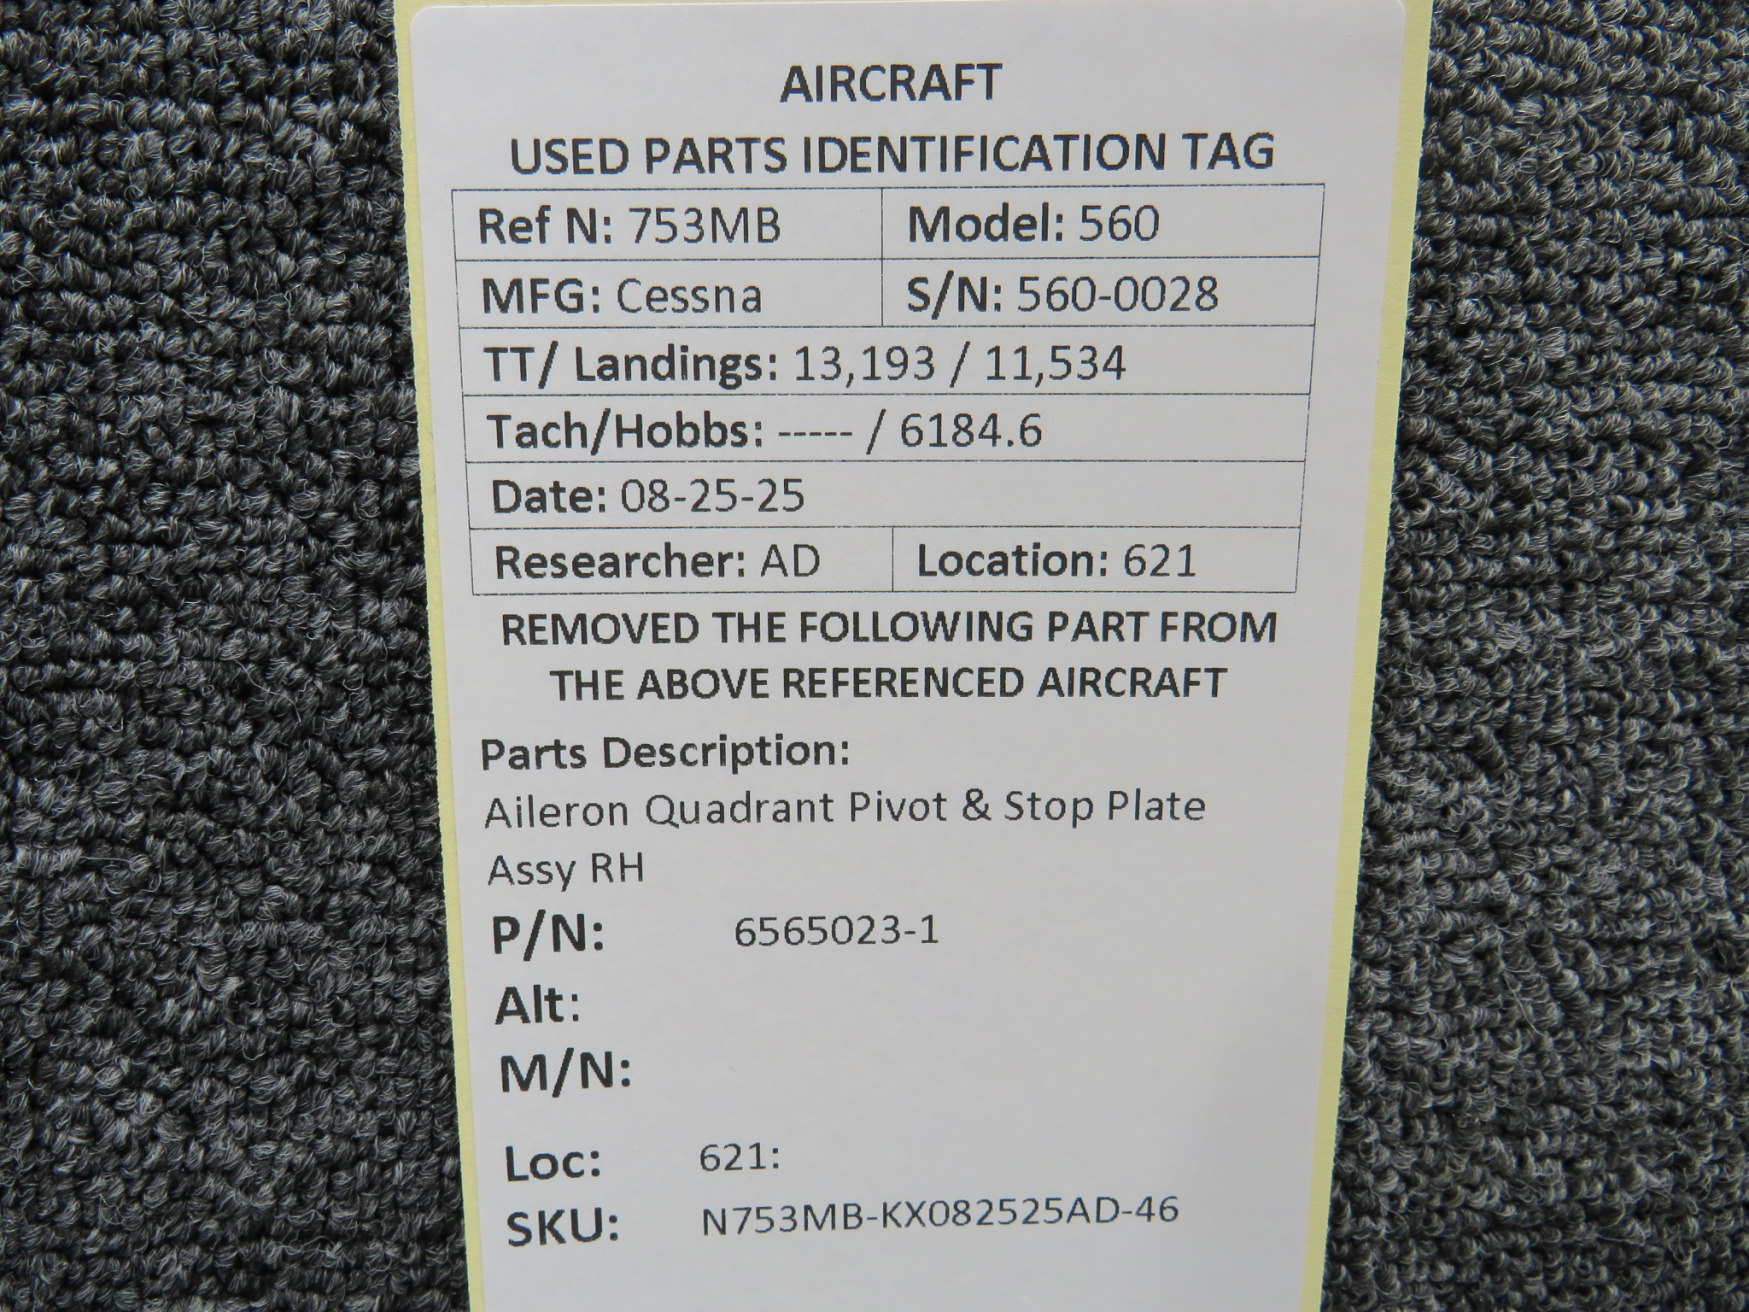 AIRCRAFT
USED PARTS IDENTIFICATION TAG
Ref N: 753MB Model: 560
MFG: Cessna S/N: 560-0028
TT/ Landings: 13,193 / 11,534
Tach/Hobbs: ----- / 6184.6
Date: 08-25-25
Researcher: AD Location: 621
REMOVED THE FOLLOWING PART FROM
THE ABOVE REFERENCED AIRCRAFT
Parts Description:
Aileron Quadrant Pivot & Stop Plate
Assy RH
P/N: 6565023-1
Alt:
M/N:
Loc: 621:
SKU: N753MB-KX082525AD-46